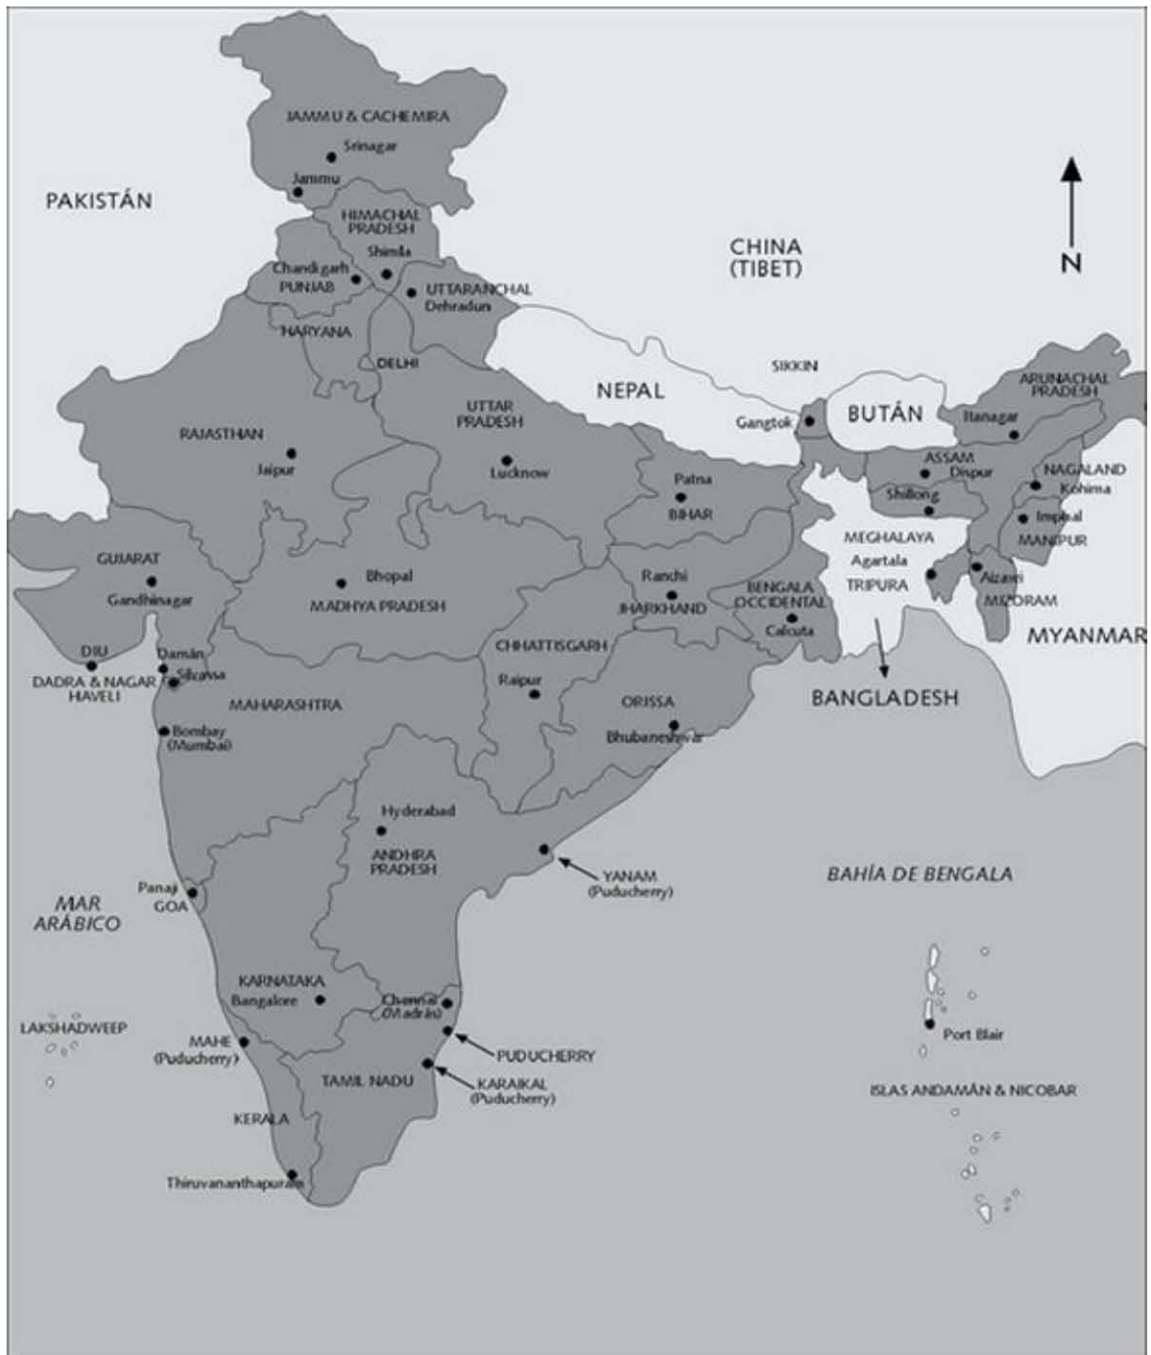 JAMMU & CACHEMIRA
Srinagar
Jammu
PAKISTÁN
HIMACHAL
PRADESH
Shimla
CHINA
(TIBET)
N
Chandigarh
PUNJAB
UTTARANCHAL
Dehradun
HARYANA
DELHI
SIKKIN
NEPAL
BUTÁN
ARUNACHAL
PRADESH
Itanagar
Gangtok
UTTAR
PRADESH
Lucknow
RAJASTHAN
Jaipur
ASSAM
Dispur
NAGALAND
Kohima
Shillong
Patna
BIHAR
Imphal
MANIPUR
MEGHALAYA
Agartala
TRIPURA
GUJARAT
Gandhinagar
Bhopal
MADHYA PRADESH
Ranchi
JHARKHAND
BENGALA
OCCIDENTAL
Calcuta
Aizawl
MIZORAM
MYANMAR
CHHATTISGARH
Raipur
DIU
Damán
Silvassa
DADRA & NAGAR
HAVELI
MAHARASHTRA
ORISSA
Bhubaneshwar
BANGLADESH
Bombay
(Mumbai)
Hyderabad
ANDHRA
PRADESH
YANAM
(Puducherry)
BAHÍA DE BENGALA
Panaji
GOA
MAR
ARÁBICO
KARNATAKA
Bangalore
Chennai
(Madrás)
LAKSHADWEEP
MAHE
(Puducherry)
Port Blair
PUDUCHERRY
TAMIL NADU
KARAIKAL
(Puducherry)
ISLAS ANDAMÁN & NICOBAR
KERALA
Thiruvananthapuram